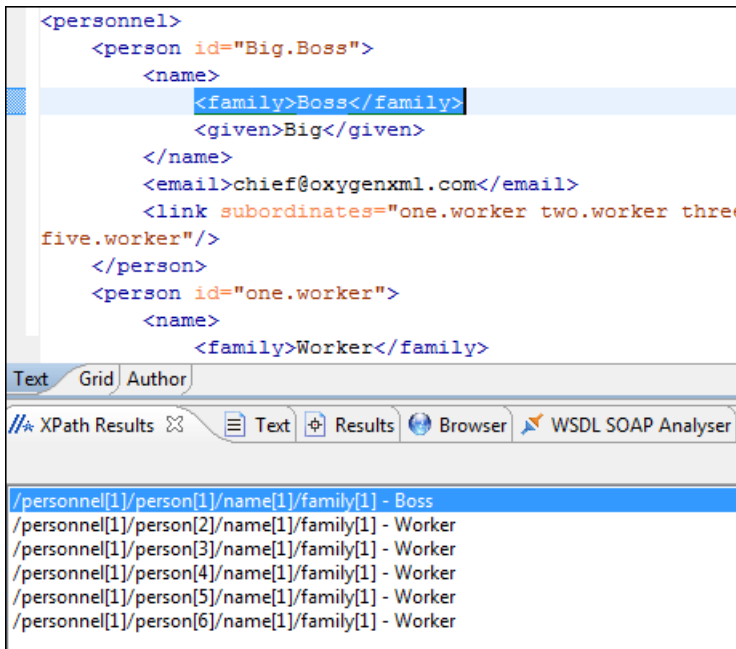 <personnel>
<person id="Big.Boss">
<name>
<family>Boss</family>
<given>Big</given>
</name>
<email>chief@oxygenxml.com</email>
<link subordinates="one.worker two.worker three
five.worker"/>
</person>
<person id="one.worker">
<name>
<family>Worker</family>
Text Grid Author
XPath Results Text Results Browser WSDL SOAP Analyser
/personnel[1]/person[1]/name[1]/family[1] - Boss
/personnel[1]/person[2]/name[1]/family[1] - Worker
/personnel[1]/person[3]/name[1]/family[1] - Worker
/personnel[1]/person[4]/name[1]/family[1] - Worker
/personnel[1]/person[5]/name[1]/family[1] - Worker
/personnel[1]/person[6]/name[1]/family[1] - Worker